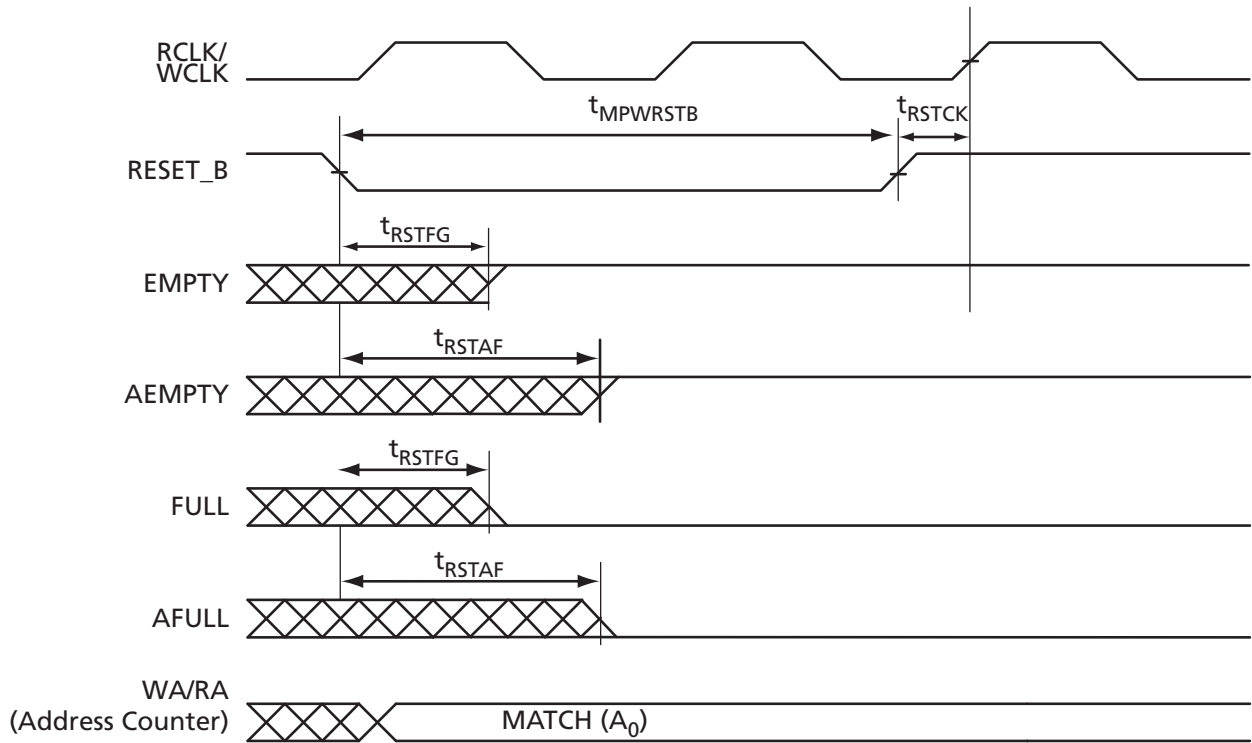 RCLK/
WCLK
tMPWRSTB
tRSTCK
RESET_B
tRSTFG
EMPTY
tRSTAF
AEMPTY
tRSTFG
FULL
tRSTAF
AFULL
WA/RA
(Address Counter)
MATCH (A0)